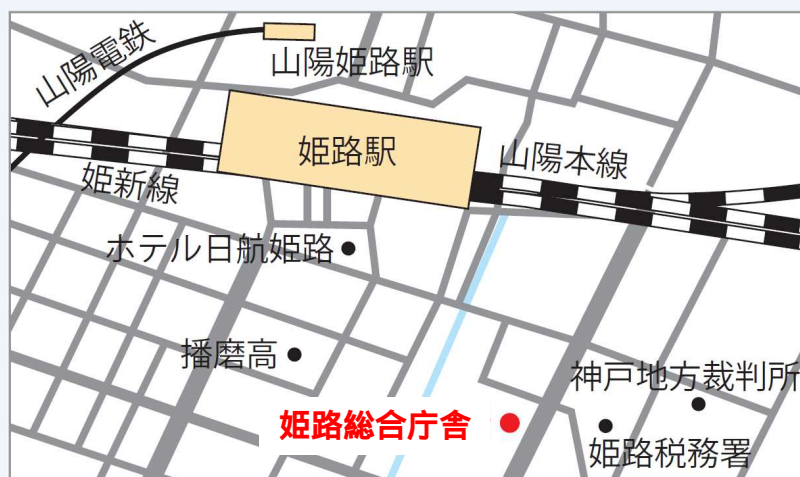 山陽電鉄
山陽姫路駅
姫路駅
山陽本線
姫新線
ホテル日航姫路
播磨高
神戸地方裁判所
姫路総合庁舎
姫路税務署